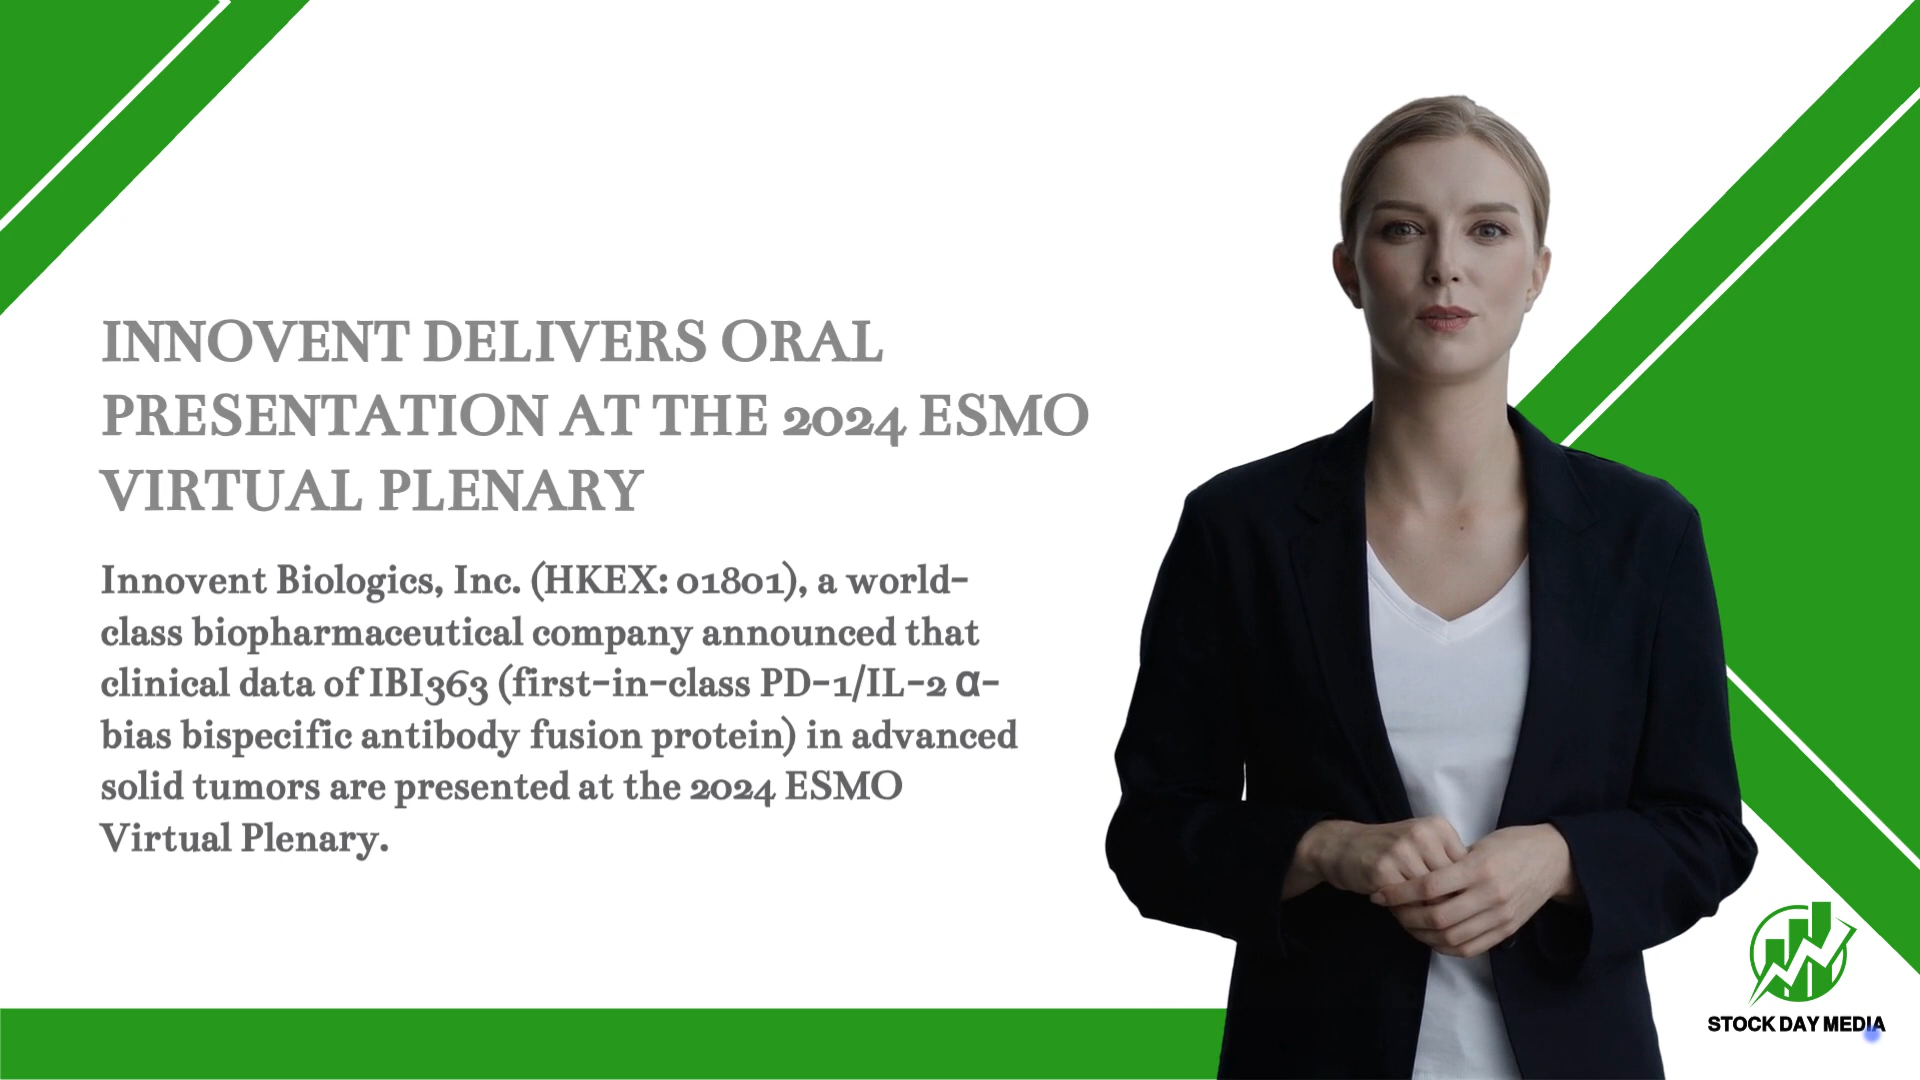 INNOVENT DELIVERS ORAL
PRESENTATION AT THE 2024 ESMO
VIRTUAL PLENARY
Innovent Biologics, Inc. (HKEX: 01801), a world-
class biopharmaceutical company announced that
clinical data of IBI363 (first-in-class PD-1/IL-2 α-
bias bispecific antibody fusion protein) in advanced
solid tumors are presented at the 2024 ESMO
Virtual Plenary.
STOCK DAY MEDIA